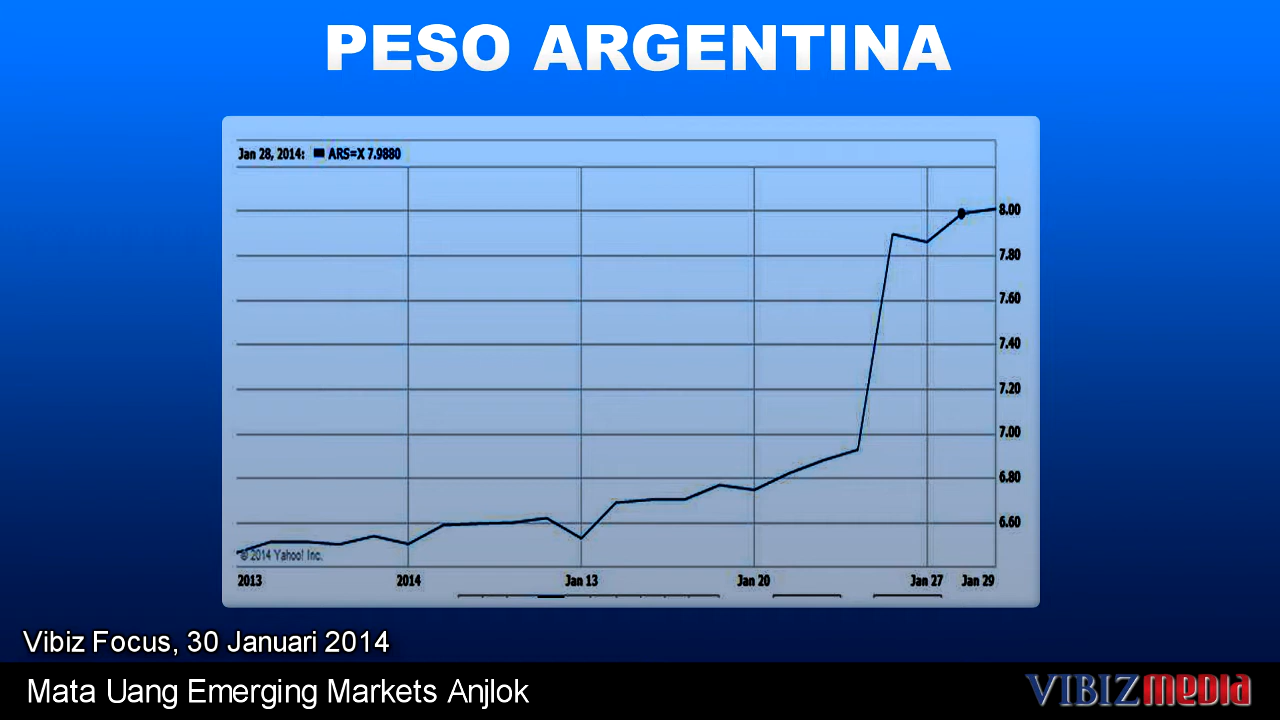 PESO ARGENTINA
Jan 28, 2014: ARS=X 7.9880
8.00
7.80
7.60
7.40
7.20
7.00
6.80
6.60
© 2014 Yahoo! Inc.
2013 2014 Jan 13 Jan 20 Jan 27 Jan 29
Vibiz Focus, 30 Januari 2014
Mata Uang Emerging Markets Anjlok
VIBIZMEDIA